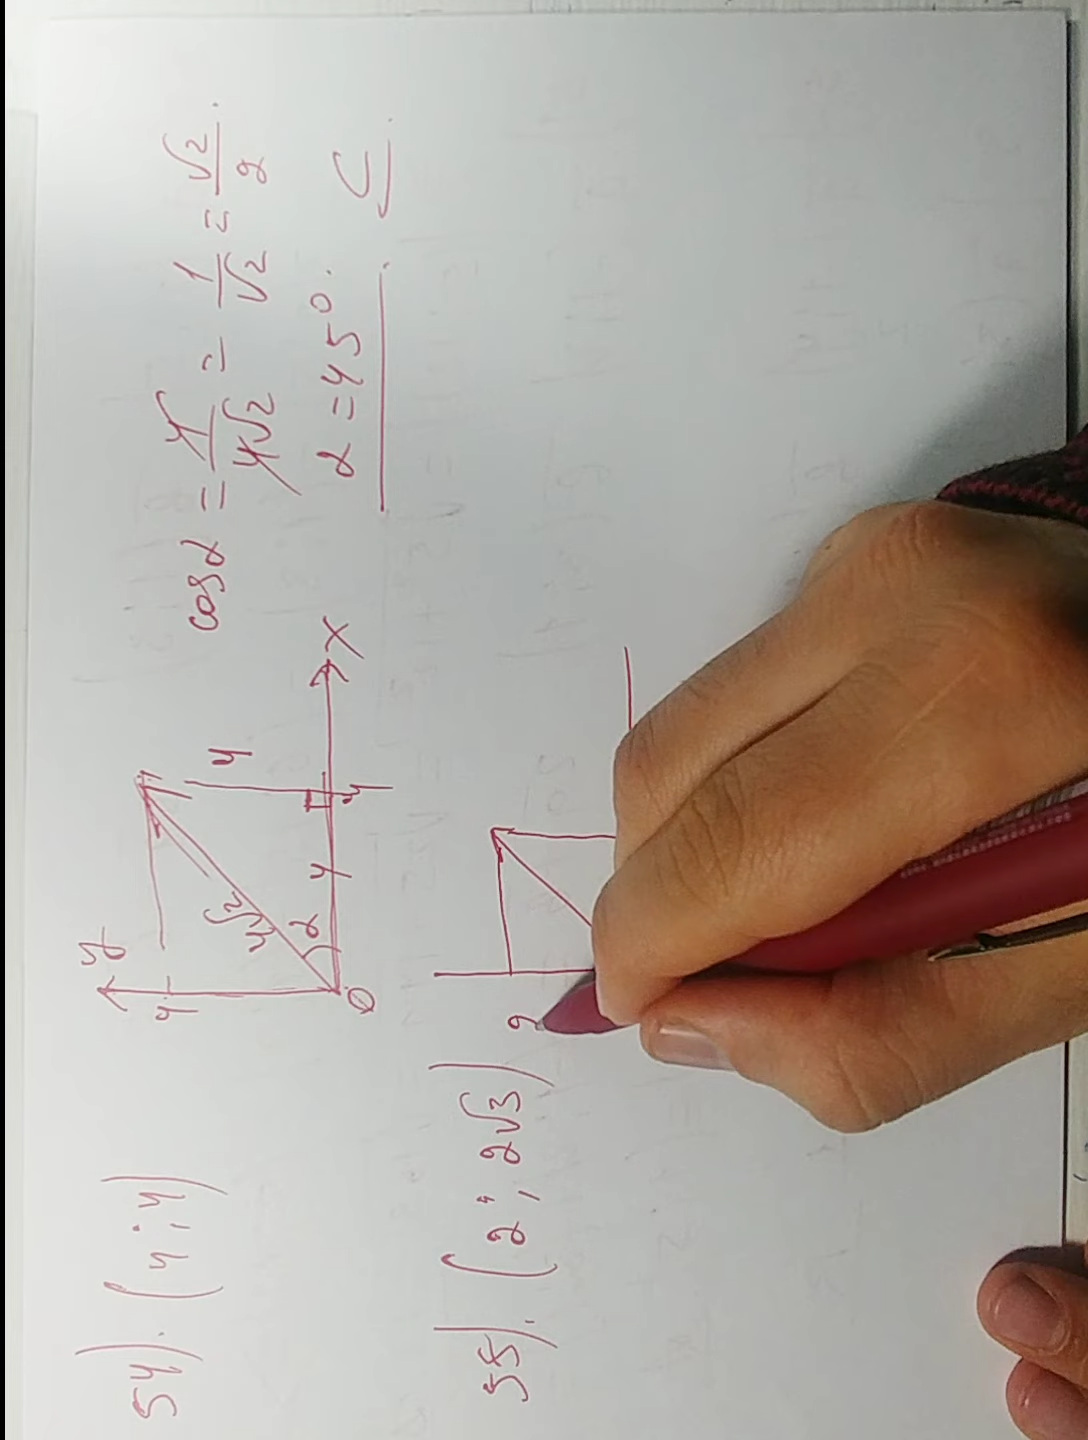 54). (4;4)
y
4
4√2
α
4
4
4
0
x
cosα = 4/4√2 = 1/√2 = √2/2.
α = 45°. C.
55). (2; 2√3)
2